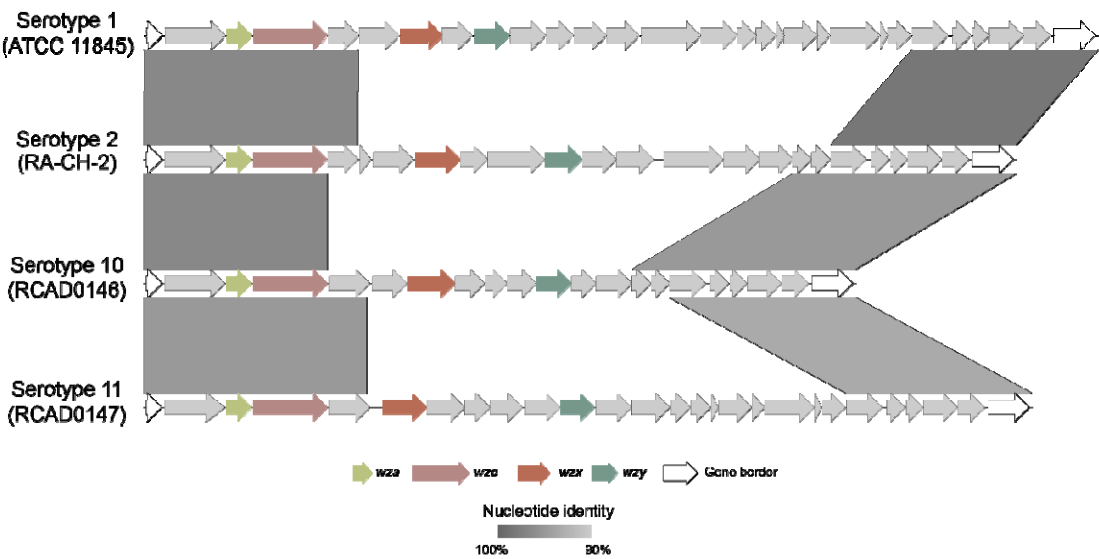 Serotype 1
(ATCC 11845)
Serotype 2
(RA-CH-2)
Serotype 10
(RCAD0146)
Serotype 11
(RCAD0147)
wza wzc wzx wzy Gene border
Nucleotide identity
100% 80%